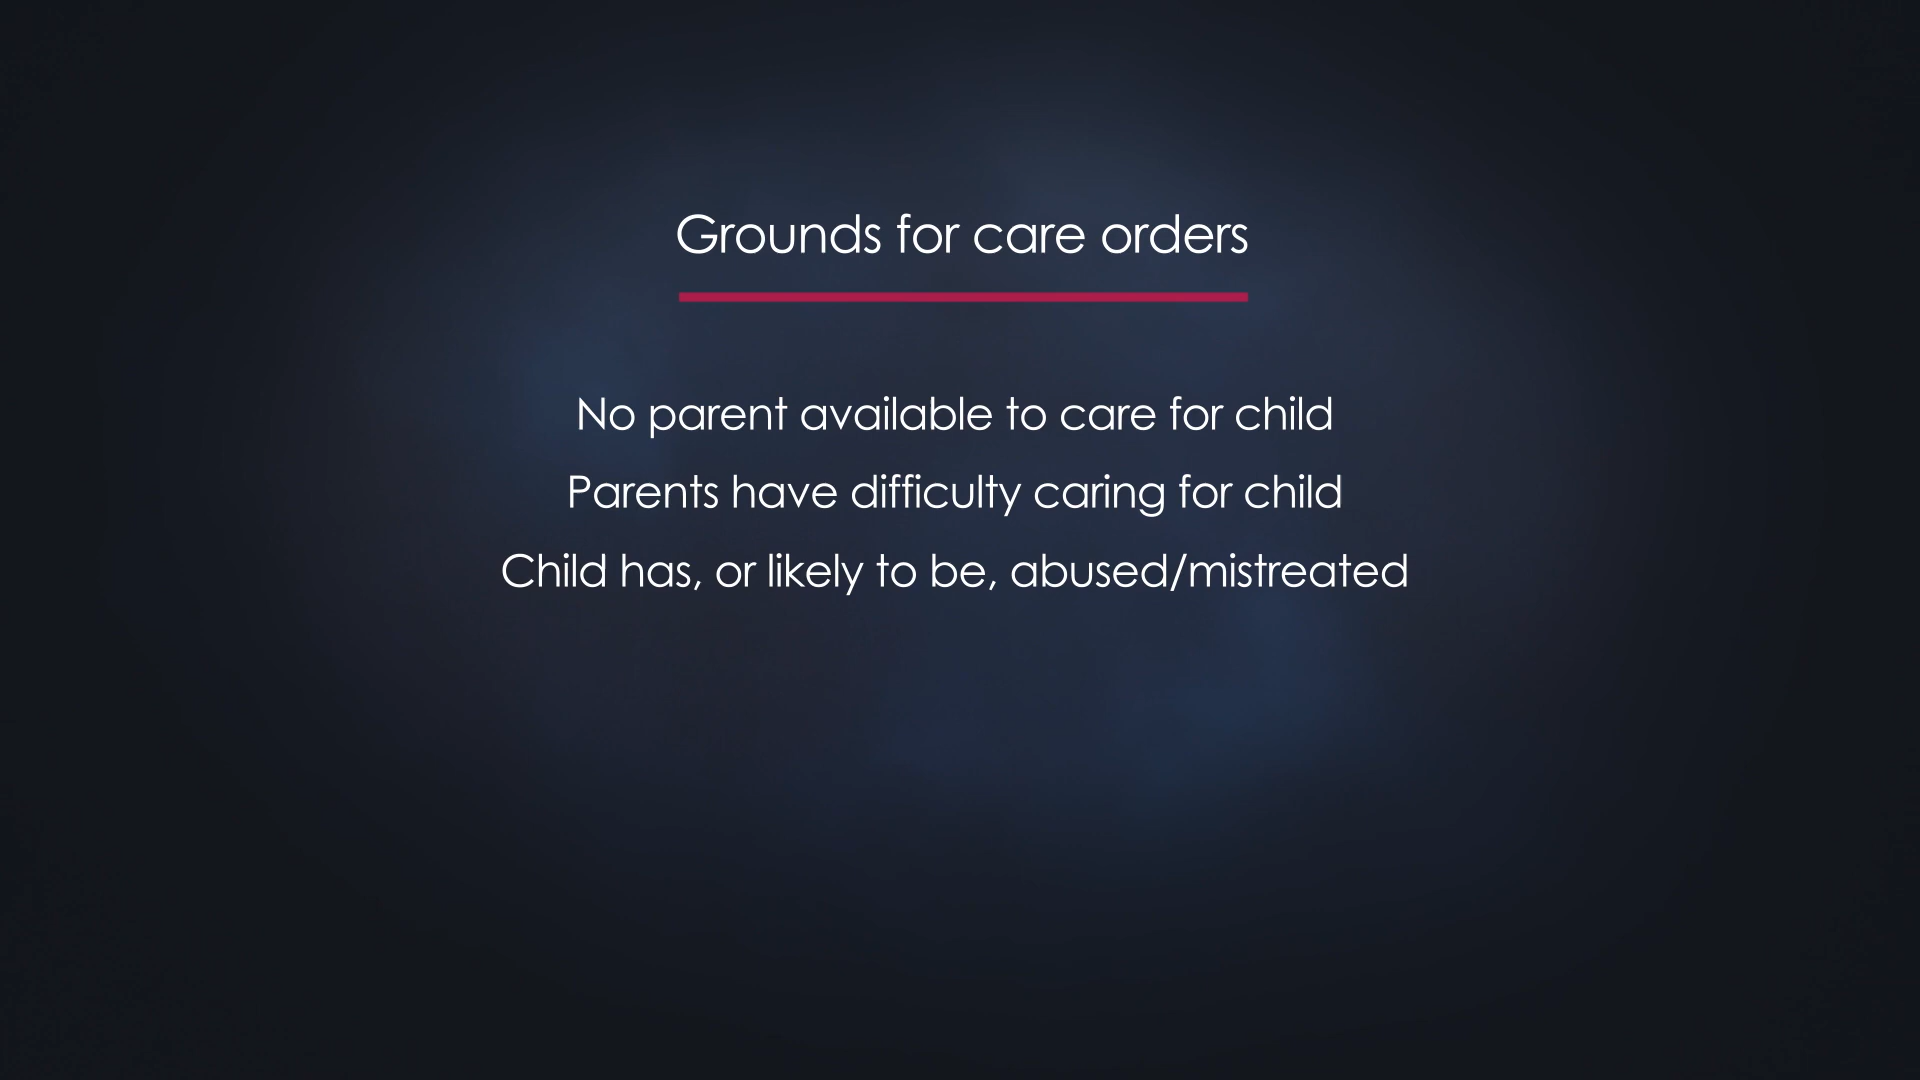 Grounds for care orders
No parent available to care for child
Parents have difficulty caring for child
Child has, or likely to be, abused/mistreated